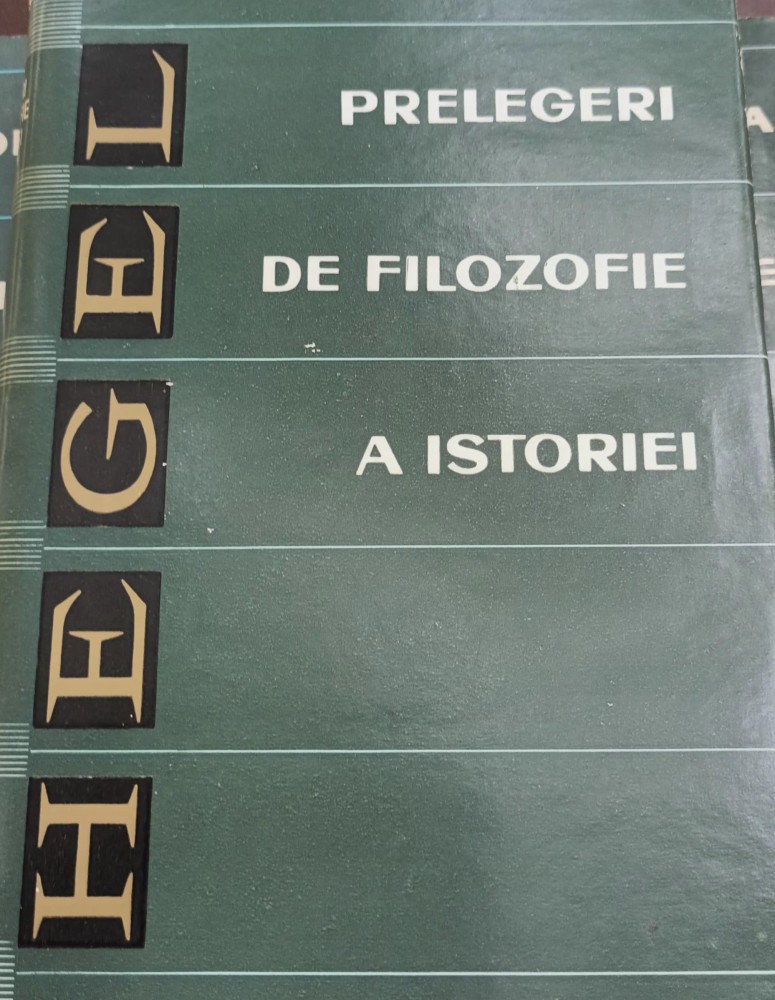 HEGEL
PRELEGERI
DE FILOZOFIE
A ISTORIEI